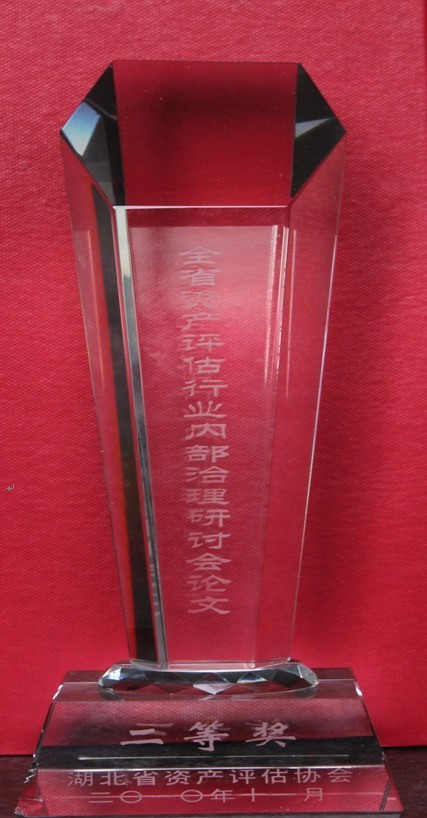 全省资产评估行业内部治理研讨会论文
三等奖
湖北省资产评估协会
二〇一〇年十一月